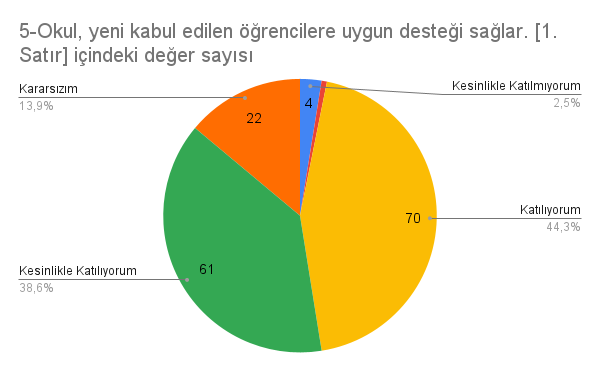 5-Okul, yeni kabul edilen öğrencilere uygun desteği sağlar. [1.
Satır] içindeki değer sayısı
Kararsızım
13,9%
Kesinlikle Katılmıyorum
2,5%
4
22
Katılıyorum
44,3%
70
Kesinlikle Katılıyorum
38,6%
61